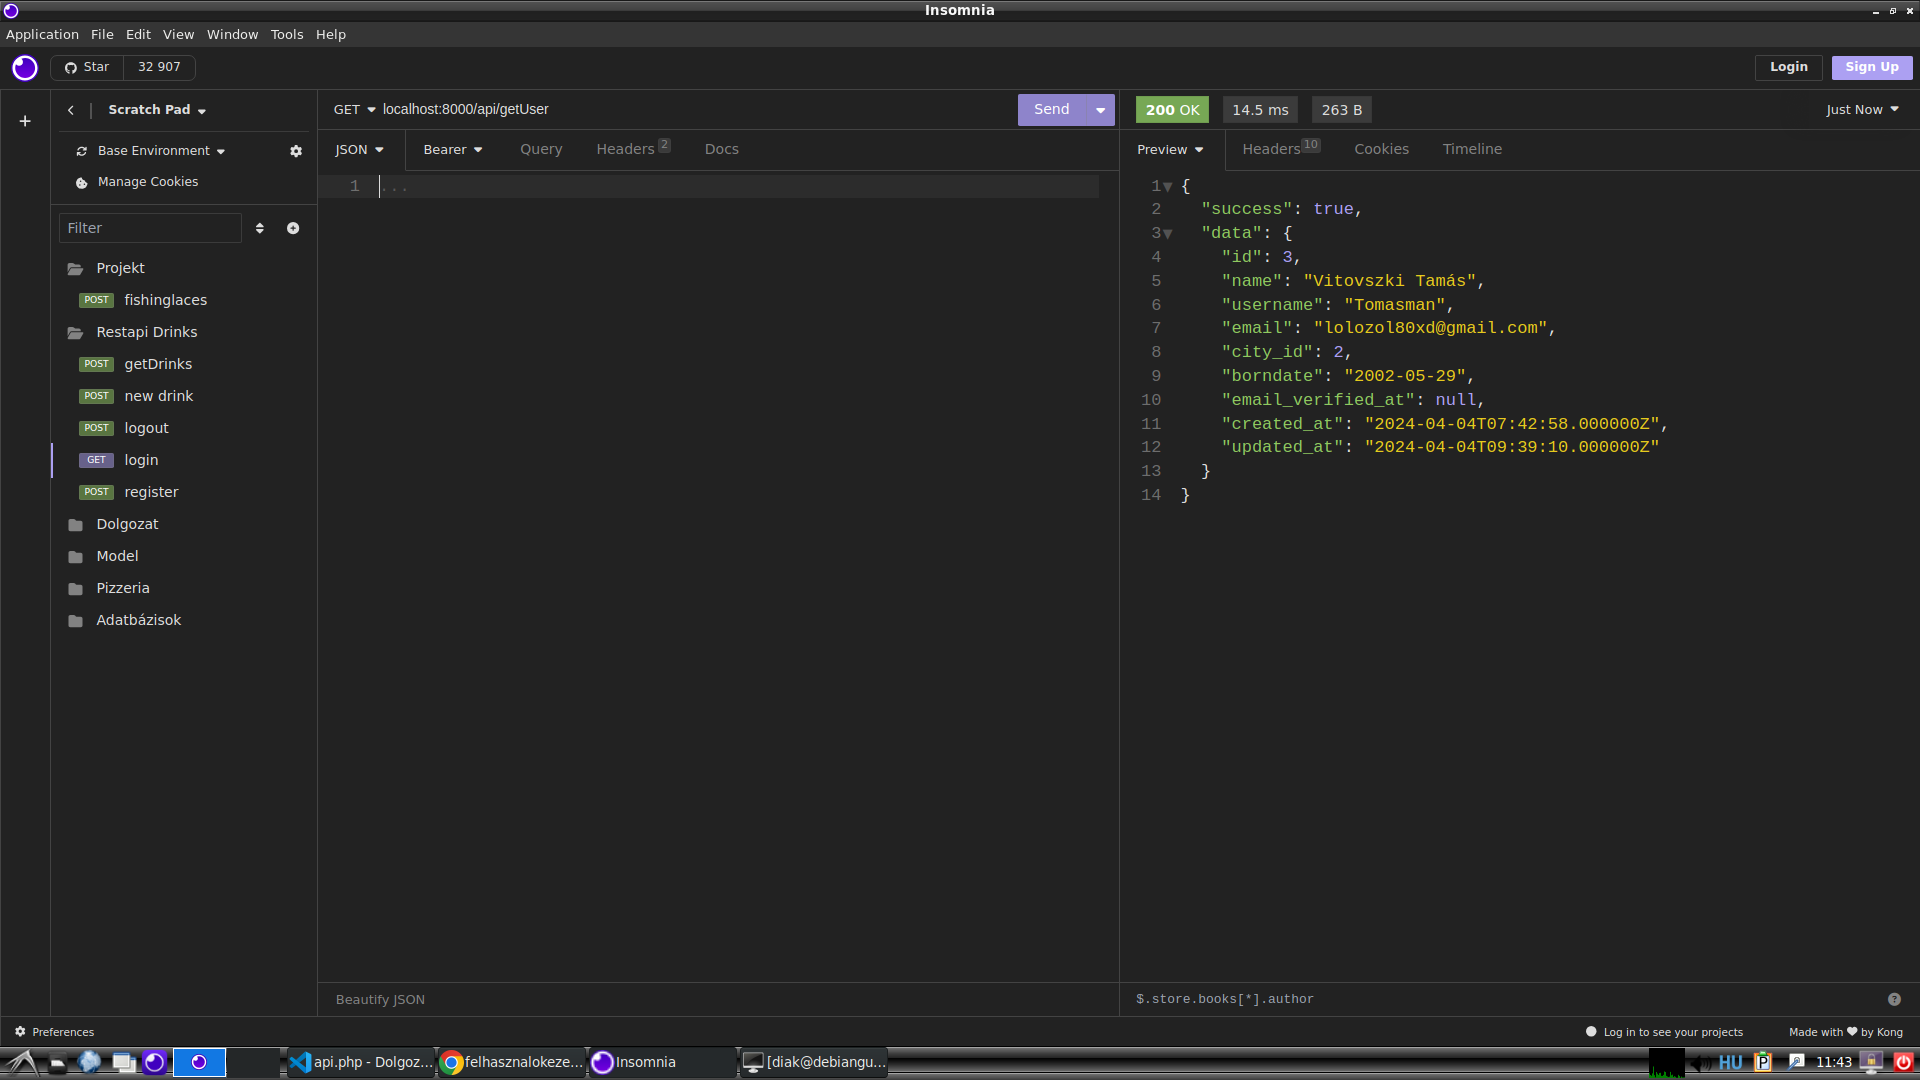 Insomnia
Application File Edit View Window Tools Help
Star 32 907
Login Sign Up
Scratch Pad
GET localhost:8000/api/getUser
Send
200 OK 14.5 ms 263 B
Just Now
Base Environment
Manage Cookies
JSON Bearer Query Headers 2 Docs
Preview Headers 10 Cookies Timeline
Filter
Projekt
POST fishinglaces
Restapi Drinks
POST getDrinks
POST new drink
POST logout
GET login
POST register
Dolgozat
Model
Pizzeria
Adatbázisok
1 ...
1 {
2 "success": true,
3 "data": {
4 "id": 3,
5 "name": "Vitovszki Tamás",
6 "username": "Tomasman",
7 "email": "lolozol80xd@gmail.com",
8 "city_id": 2,
9 "borndate": "2002-05-29",
10 "email_verified_at": null,
11 "created_at": "2024-04-04T07:42:58.000000Z",
12 "updated_at": "2024-04-04T09:39:10.000000Z"
13 }
14 }
Beautify JSON
$.store.books[*].author
Preferences
Log in to see your projects
Made with ❤ by Kong
api.php - Dolgoz...
felhasznalokeze...
Insomnia
[diak@debiangu...
HU
11:43